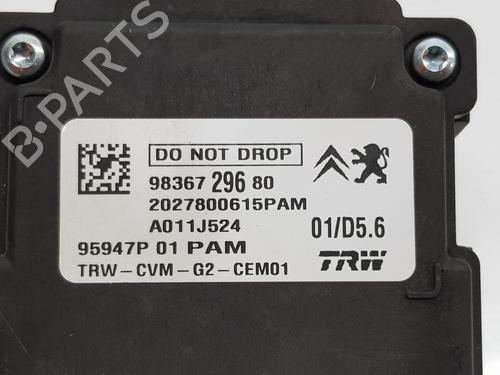 DO NOT DROP
98367 296 80
2027800615PAM
A011J524
01/D5.6
95947P 01 PAM
TRW-CVM-G2-CEM01
TRW
B-PARTS